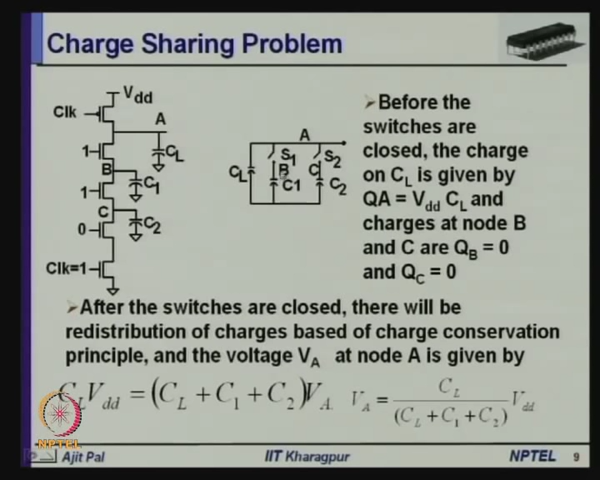 Charge Sharing Problem
Vdd
Clk
A
CL
1
B
C1
1
C
C2
0
Clk=1
A
S1
S2
CL
B
C
C1
C2
➢Before the
switches are
closed, the charge
on CL is given by
QA = Vdd CL and
charges at node B
and C are QB = 0
and QC = 0
➢After the switches are closed, there will be
redistribution of charges based of charge conservation
principle, and the voltage VA at node A is given by
CLVdd = (CL + C1 + C2)VA
VA = CL / (CL + C1 + C2) Vdd
NPTEL
Ajit Pal
IIT Kharagpur
NPTEL 9